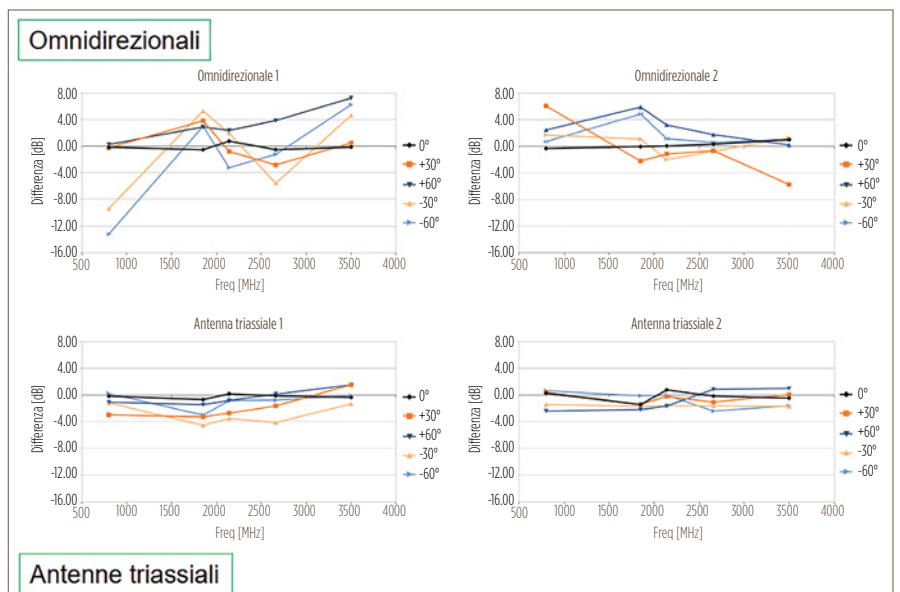 Omnidirezionali
Omnidirezionale 1
8.00
4.00
0.00
-4.00
-8.00
-12.00
-16.00
Differenza [dB]
500 1000 1500 2000 2500 3000 3500 4000
Freq [MHz]
0°
+30°
+60°
-30°
-60°
Omnidirezionale 2
8.00
4.00
0.00
-4.00
-8.00
-12.00
-16.00
Differenza [dB]
500 1000 1500 2000 2500 3000 3500 4000
Freq [MHz]
0°
+30°
+60°
-30°
-60°
Antenna triassiale 1
8.00
4.00
0.00
-4.00
-8.00
-12.00
-16.00
Differenza [dB]
500 1000 1500 2000 2500 3000 3500 4000
Freq [MHz]
0°
+30°
+60°
-30°
-60°
Antenna triassiale 2
8.00
4.00
0.00
-4.00
-8.00
-12.00
-16.00
Differenza [dB]
500 1000 1500 2000 2500 3000 3500 4000
Freq [MHz]
0°
+30°
+60°
-30°
-60°
Antenne triassiali